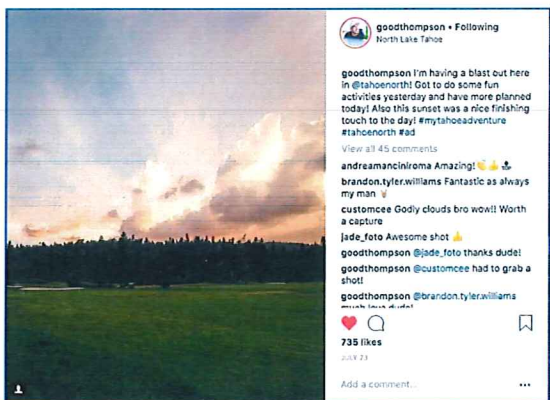 goodthompson • Following
North Lake Tahoe
goodthompson I'm having a blast out here
in @tahoenorth! Got to do some fun
activities yesterday and have more planned
today! Also this sunset was a nice finishing
touch to the day! #mytahoeadventure
#tahoenorth #ad
View all 45 comments
andreamanciniroma Amazing! 👏👍
brandon.tyler.williams Fantastic as always
my man 🤘
customcee Godly clouds bro wow!! Worth
a capture
jade_foto Awesome shot 👍
goodthompson @jade_foto thanks dude!
goodthompson @customcee had to grab a
shot!
goodthompson @brandon.tyler.williams
much love dude!
735 likes
JULY 23
Add a comment...